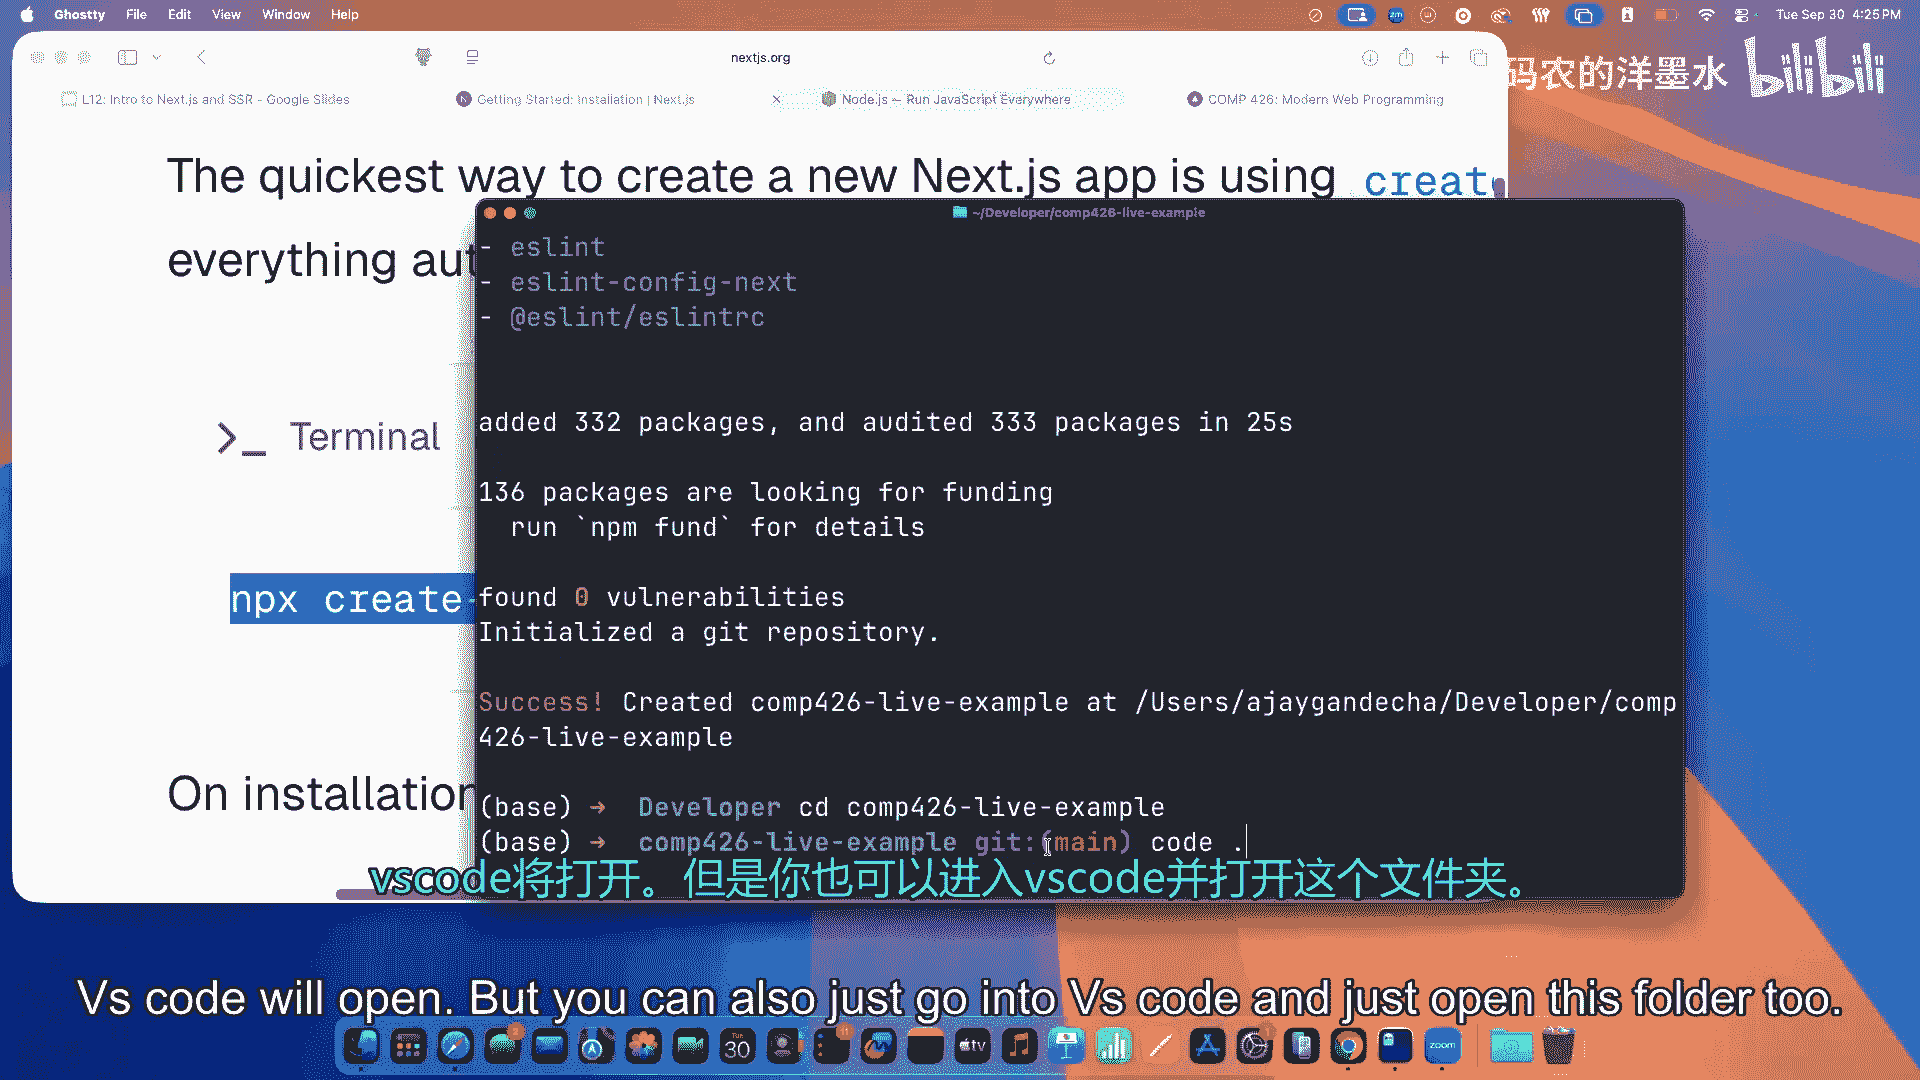 Ghostty File Edit View Window Help
Tue Sep 30 4:25 PM
nextjs.org
L12: Intro to Next.js and SSR - Google Slides
Getting Started: Installation | Next.js
Node.js — Run JavaScript Everywhere
COMP 426: Modern Web Programming
码农的洋墨水 bilibili
The quickest way to create a new Next.js app is using create
everything aut
>_ Terminal
npx create-
On installation
~/Developer/comp426-live-example
- eslint
- eslint-config-next
- @eslint/eslintrc
added 332 packages, and audited 333 packages in 25s
136 packages are looking for funding
run `npm fund` for details
found 0 vulnerabilities
Initialized a git repository.
Success! Created comp426-live-example at /Users/ajaygandecha/Developer/comp
426-live-example
(base) → Developer cd comp426-live-example
(base) → comp426-live-example git:(main) code .
vscode将打开。但是你也可以进入vscode并打开这个文件夹。
Vs code will open. But you can also just go into Vs code and just open this folder too.
30
tv
zoom